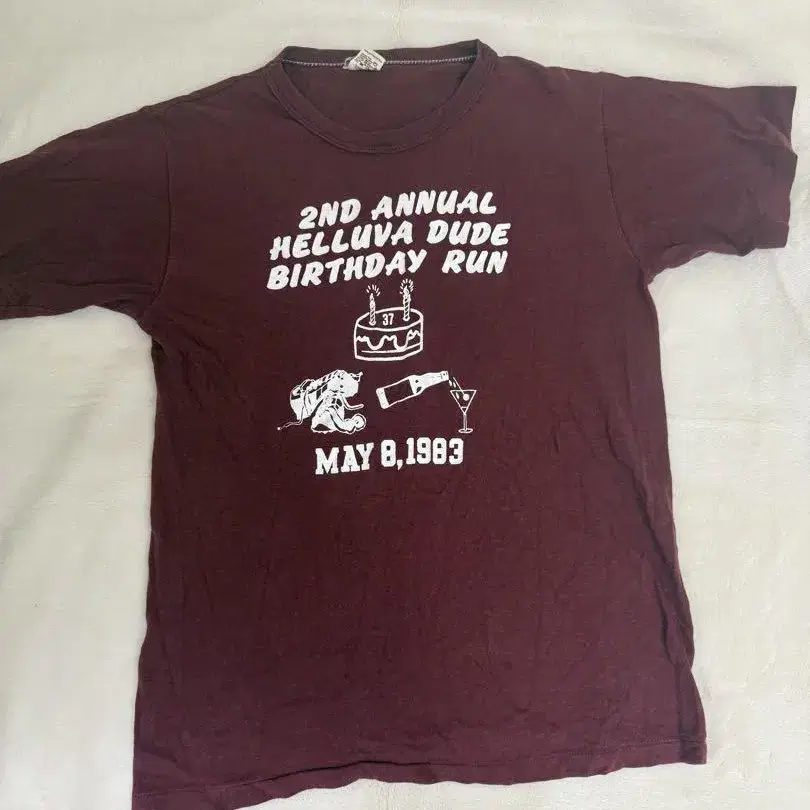 2ND ANNUAL
HELLUVA DUDE
BIRTHDAY RUN
37
MAY 8, 1983